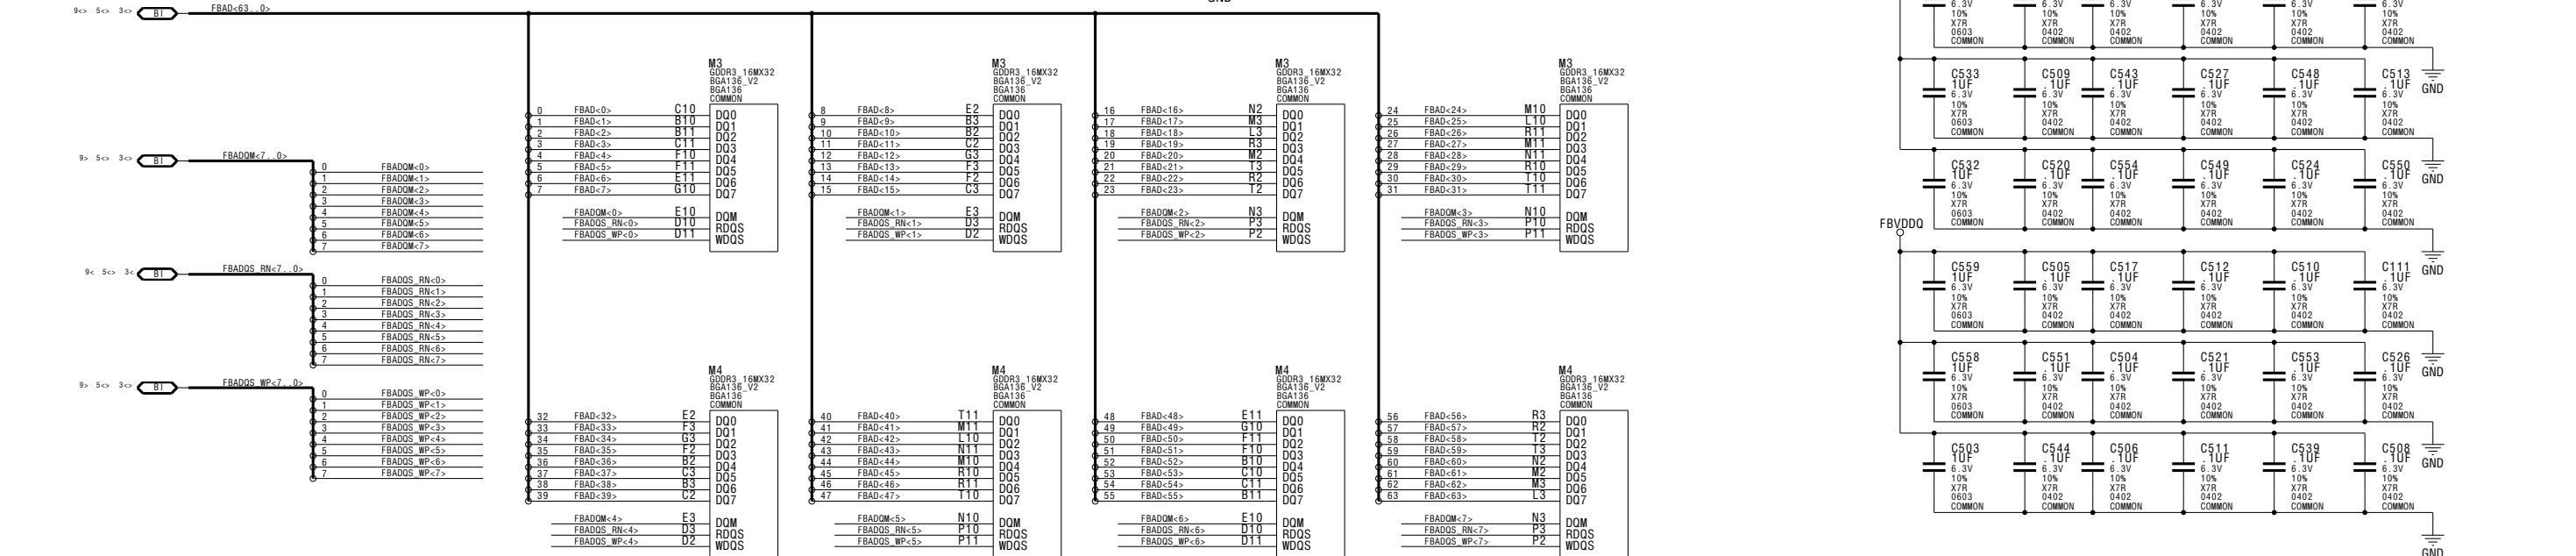 GND
9<> 5<> 3<> BI FBAD<63..0>
9> 5<> 3<> BI FBADQM<7..0>
0 FBADQM<0>
1 FBADQM<1>
2 FBADQM<2>
3 FBADQM<3>
4 FBADQM<4>
5 FBADQM<5>
6 FBADQM<6>
7 FBADQM<7>
9< 5<> 3< BI FBADQS_RN<7..0>
0 FBADQS_RN<0>
1 FBADQS_RN<1>
2 FBADQS_RN<2>
3 FBADQS_RN<3>
4 FBADQS_RN<4>
5 FBADQS_RN<5>
6 FBADQS_RN<6>
7 FBADQS_RN<7>
9> 5<> 3<> BI FBADQS_WP<7..0>
0 FBADQS_WP<0>
1 FBADQS_WP<1>
2 FBADQS_WP<2>
3 FBADQS_WP<3>
4 FBADQS_WP<4>
5 FBADQS_WP<5>
6 FBADQS_WP<6>
7 FBADQS_WP<7>
M3
GDDR3_16MX32
BGA136_V2
BGA136
COMMON
0 FBAD<0> C10 DQ0
1 FBAD<1> B10 DQ1
2 FBAD<2> B11 DQ2
3 FBAD<3> C11 DQ3
4 FBAD<4> F10 DQ4
5 FBAD<5> F11 DQ5
6 FBAD<6> E11 DQ6
7 FBAD<7> G10 DQ7
FBADQM<0> E10 DQM
FBADQS_RN<0> D10 RDQS
FBADQS_WP<0> D11 WDQS
M3
GDDR3_16MX32
BGA136_V2
BGA136
COMMON
8 FBAD<8> E2 DQ0
9 FBAD<9> B3 DQ1
10 FBAD<10> B2 DQ2
11 FBAD<11> C2 DQ3
12 FBAD<12> G3 DQ4
13 FBAD<13> F3 DQ5
14 FBAD<14> F2 DQ6
15 FBAD<15> C3 DQ7
FBADQM<1> E3 DQM
FBADQS_RN<1> D3 RDQS
FBADQS_WP<1> D2 WDQS
M3
GDDR3_16MX32
BGA136_V2
BGA136
COMMON
16 FBAD<16> N2 DQ0
17 FBAD<17> M3 DQ1
18 FBAD<18> L3 DQ2
19 FBAD<19> R3 DQ3
20 FBAD<20> M2 DQ4
21 FBAD<21> T3 DQ5
22 FBAD<22> R2 DQ6
23 FBAD<23> T2 DQ7
FBADQM<2> N3 DQM
FBADQS_RN<2> P3 RDQS
FBADQS_WP<2> P2 WDQS
M3
GDDR3_16MX32
BGA136_V2
BGA136
COMMON
24 FBAD<24> M10 DQ0
25 FBAD<25> L10 DQ1
26 FBAD<26> R11 DQ2
27 FBAD<27> M11 DQ3
28 FBAD<28> N11 DQ4
29 FBAD<29> R10 DQ5
30 FBAD<30> T10 DQ6
31 FBAD<31> T11 DQ7
FBADQM<3> N10 DQM
FBADQS_RN<3> P10 RDQS
FBADQS_WP<3> P11 WDQS
M4
GDDR3_16MX32
BGA136_V2
BGA136
COMMON
32 FBAD<32> E2 DQ0
33 FBAD<33> F3 DQ1
34 FBAD<34> G3 DQ2
35 FBAD<35> F2 DQ3
36 FBAD<36> B2 DQ4
37 FBAD<37> C3 DQ5
38 FBAD<38> B3 DQ6
39 FBAD<39> C2 DQ7
FBADQM<4> E3 DQM
FBADQS_RN<4> D3 RDQS
FBADQS_WP<4> D2 WDQS
M4
GDDR3_16MX32
BGA136_V2
BGA136
COMMON
40 FBAD<40> T11 DQ0
41 FBAD<41> M11 DQ1
42 FBAD<42> L10 DQ2
43 FBAD<43> N11 DQ3
44 FBAD<44> M10 DQ4
45 FBAD<45> R10 DQ5
46 FBAD<46> R11 DQ6
47 FBAD<47> T10 DQ7
FBADQM<5> N10 DQM
FBADQS_RN<5> P10 RDQS
FBADQS_WP<5> P11 WDQS
M4
GDDR3_16MX32
BGA136_V2
BGA136
COMMON
48 FBAD<48> E11 DQ0
49 FBAD<49> G10 DQ1
50 FBAD<50> F11 DQ2
51 FBAD<51> F10 DQ3
52 FBAD<52> B10 DQ4
53 FBAD<53> C10 DQ5
54 FBAD<54> C11 DQ6
55 FBAD<55> B11 DQ7
FBADQM<6> E10 DQM
FBADQS_RN<6> D10 RDQS
FBADQS_WP<6> D11 WDQS
M4
GDDR3_16MX32
BGA136_V2
BGA136
COMMON
56 FBAD<56> R3 DQ0
57 FBAD<57> R2 DQ1
58 FBAD<58> T2 DQ2
59 FBAD<59> T3 DQ3
60 FBAD<60> N2 DQ4
61 FBAD<61> M2 DQ5
62 FBAD<62> M3 DQ6
63 FBAD<63> L3 DQ7
FBADQM<7> N3 DQM
FBADQS_RN<7> P3 RDQS
FBADQS_WP<7> P2 WDQS
6.3V 6.3V 6.3V 6.3V 6.3V 6.3V
10% 10% 10% 10% 10% 10%
X7R X7R X7R X7R X7R X7R
0603 0402 0402 0402 0402 0402
COMMON COMMON COMMON COMMON COMMON COMMON
GND
C533 C509 C543 C527 C548 C513
1UF .1UF .1UF .1UF .1UF .1UF
6.3V 6.3V 6.3V 6.3V 6.3V 6.3V
10% 10% 10% 10% 10% 10%
X7R X7R X7R X7R X7R X7R
0603 0402 0402 0402 0402 0402
COMMON COMMON COMMON COMMON COMMON COMMON
GND
C532 C520 C554 C549 C524 C550
1UF .1UF .1UF .1UF .1UF .1UF
6.3V 6.3V 6.3V 6.3V 6.3V 6.3V
10% 10% 10% 10% 10% 10%
X7R X7R X7R X7R X7R X7R
0603 0402 0402 0402 0402 0402
COMMON COMMON COMMON COMMON COMMON COMMON
FBVDDQ
GND
C559 C505 C517 C512 C510 C111
1UF .1UF .1UF .1UF .1UF .1UF
6.3V 6.3V 6.3V 6.3V 6.3V 6.3V
10% 10% 10% 10% 10% 10%
X7R X7R X7R X7R X7R X7R
0603 0402 0402 0402 0402 0402
COMMON COMMON COMMON COMMON COMMON COMMON
GND
C558 C551 C504 C521 C553 C526
1UF .1UF .1UF .1UF .1UF .1UF
6.3V 6.3V 6.3V 6.3V 6.3V 6.3V
10% 10% 10% 10% 10% 10%
X7R X7R X7R X7R X7R X7R
0603 0402 0402 0402 0402 0402
COMMON COMMON COMMON COMMON COMMON COMMON
GND
C503 C544 C506 C511 C539 C508
1UF .1UF .1UF .1UF .1UF .1UF
6.3V 6.3V 6.3V 6.3V 6.3V 6.3V
10% 10% 10% 10% 10% 10%
X7R X7R X7R X7R X7R X7R
0603 0402 0402 0402 0402 0402
COMMON COMMON COMMON COMMON COMMON COMMON
GND